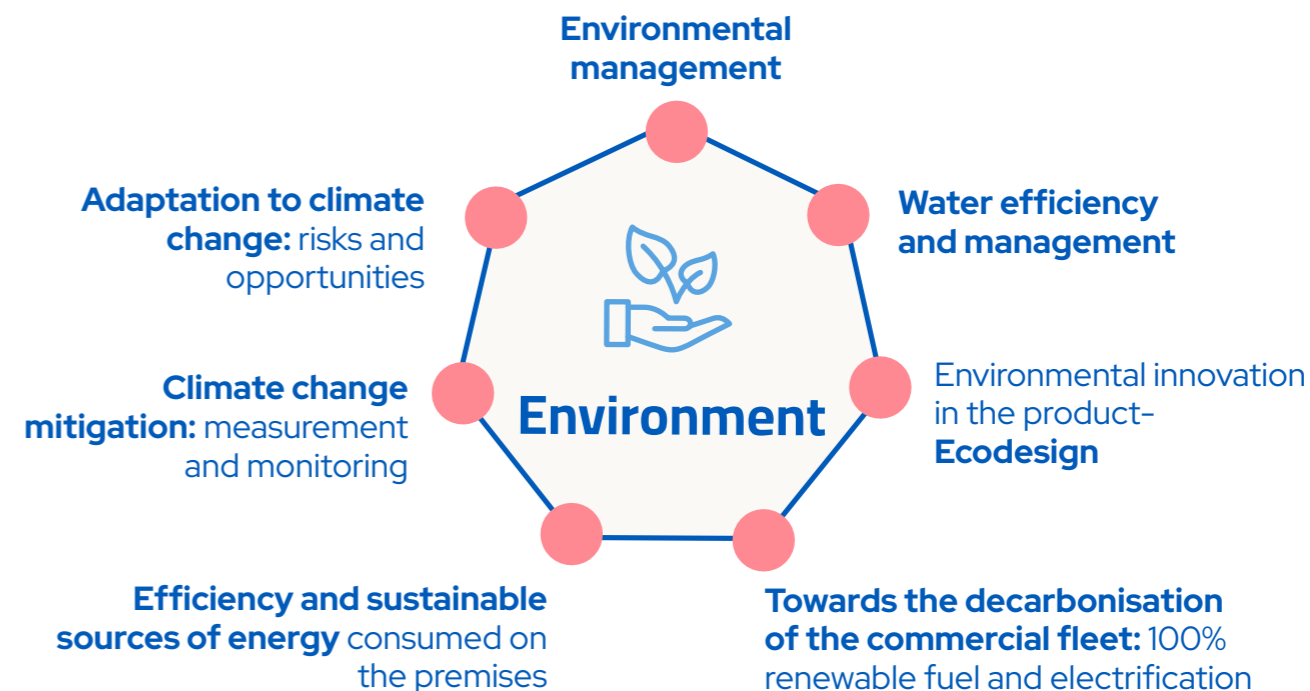 Environmental
management
Adaptation to climate
change: risks and
opportunities
Water efficiency
and management
Climate change
mitigation: measurement
and monitoring
Environment
Environmental innovation
in the product-
Ecodesign
Efficiency and sustainable
sources of energy consumed on
the premises
Towards the decarbonisation
of the commercial fleet: 100%
renewable fuel and electrification